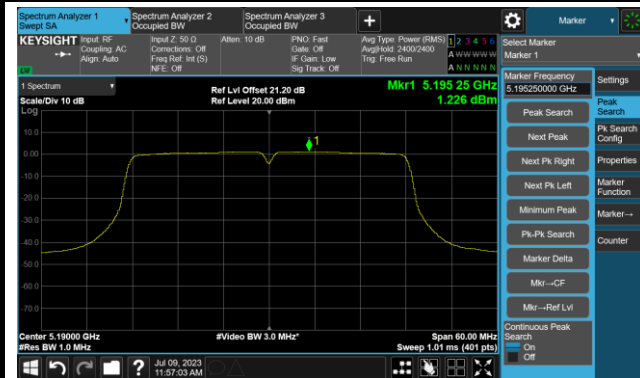 Spectrum Analyzer 1
Swept SA
Spectrum Analyzer 2
Occupied BW
Spectrum Analyzer 3
Occupied BW
+
Marker
KEYSIGHT
Input: RF
Coupling: AC
Align: Auto
Input Z: 50 Ω
Corrections: Off
Freq Ref: Int (S)
NFE: Off
Atten: 10 dB
PNO: Fast
Gate: Off
IF Gain: Low
Sig Track: Off
Avg Type: Power (RMS)
Avg|Hold: 2400/2400
Trig: Free Run
1 2 3 4 5 6
A W W W W W
A N N N N N
LW
Select Marker
Marker 1
1 Spectrum
Scale/Div 10 dB
Log
Ref Lvl Offset 21.20 dB
Ref Level 20.00 dBm
Mkr1 5.195 25 GHz
1.226 dBm
10.0
0.00
-10.0
-20.0
-30.0
-40.0
-50.0
-60.0
-70.0
1
Center 5.19000 GHz
#Res BW 1.0 MHz
#Video BW 3.0 MHz*
Span 60.00 MHz
Sweep 1.01 ms (401 pts)
Marker Frequency
5.195250000 GHz
Peak Search
Next Peak
Next Pk Right
Next Pk Left
Minimum Peak
Pk-Pk Search
Marker Delta
Mkr→CF
Mkr→Ref Lvl
Continuous Peak
Search
On
Off
Settings
Peak
Search
Pk Search
Config
Properties
Marker
Function
Marker→
Counter
?
Jul 09, 2023
11:57:03 AM